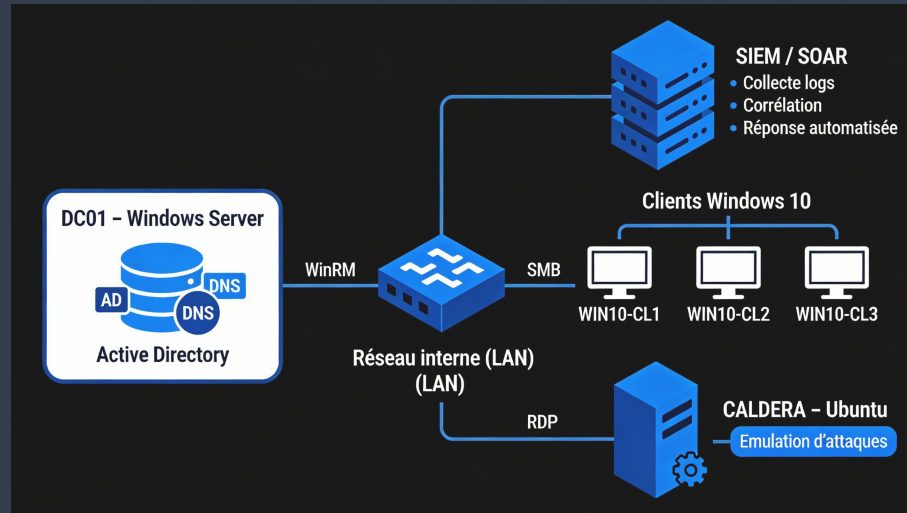 SIEM / SOAR
• Collecte logs
• Corrélation
• Réponse automatisée
DC01 – Windows Server
AD
DNS
DNS
Active Directory
WinRM
SMB
Clients Windows 10
WIN10-CL1
WIN10-CL2
WIN10-CL3
Réseau interne (LAN)
(LAN)
RDP
CALDERA – Ubuntu
Emulation d'attaques